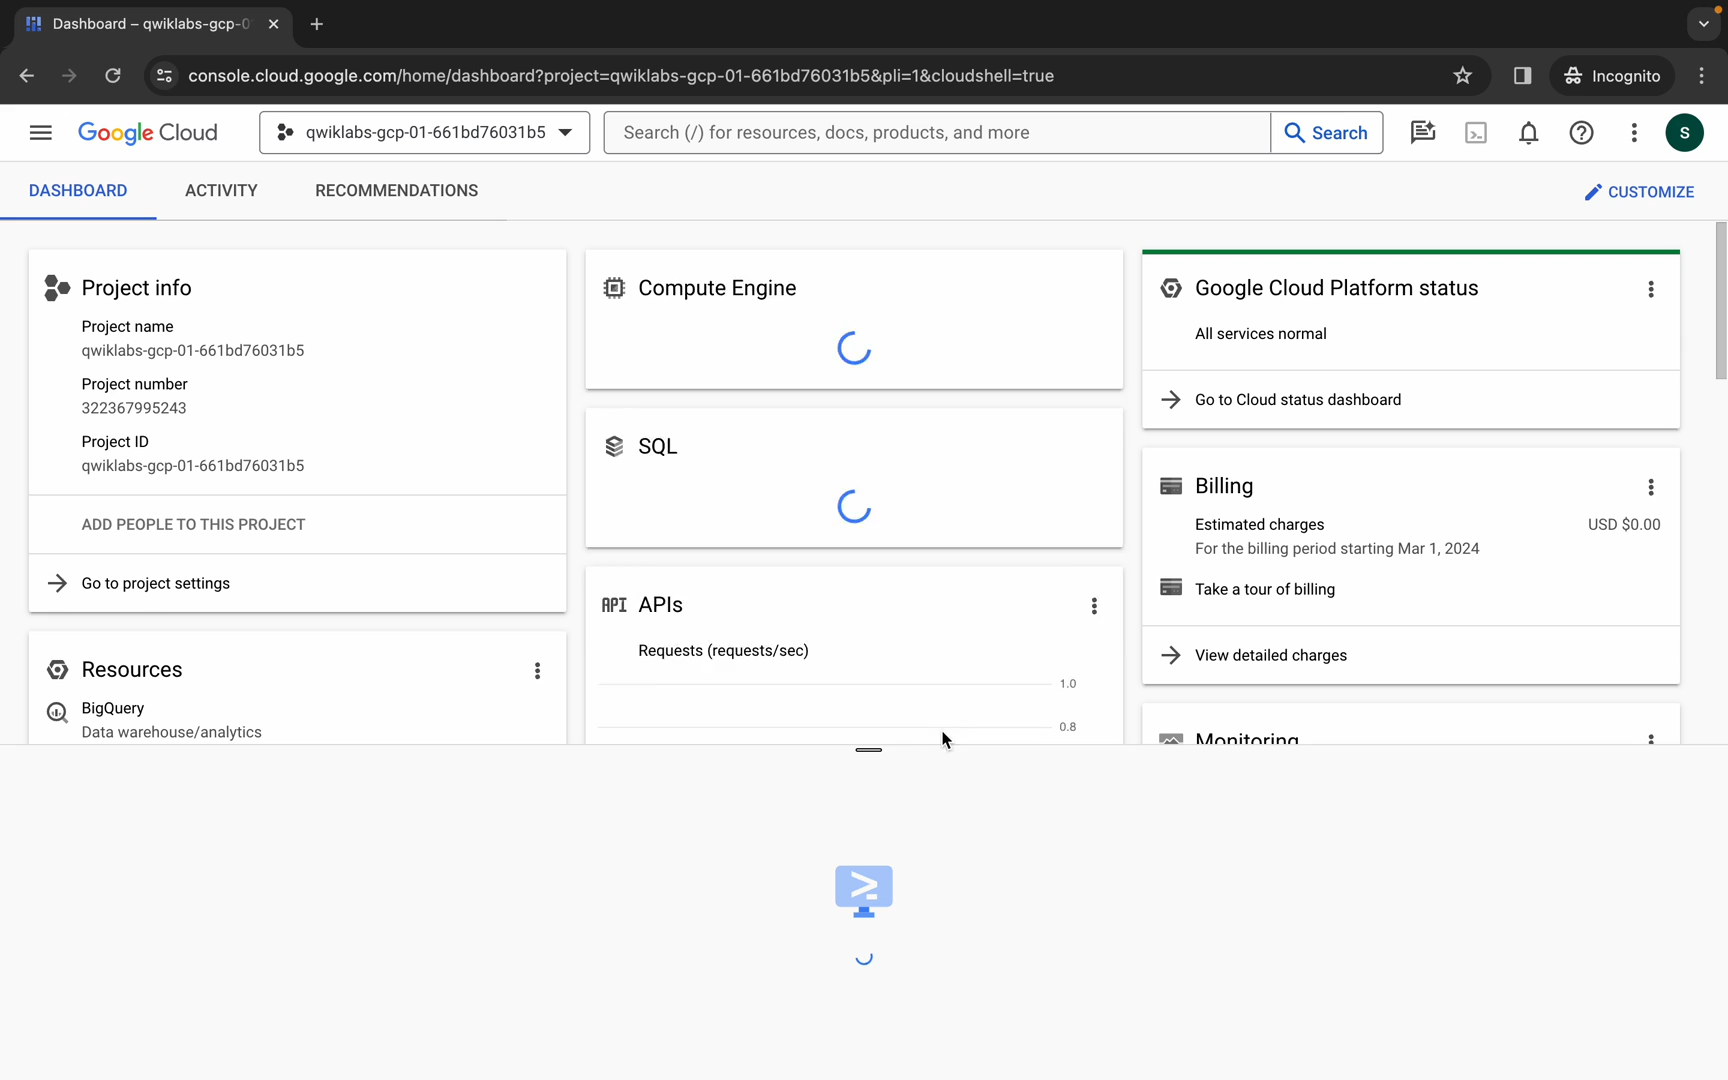 Dashboard – qwiklabs-gcp-0
console.cloud.google.com/home/dashboard?project=qwiklabs-gcp-01-661bd76031b5&pli=1&cloudshell=true
Incognito
Google Cloud
qwiklabs-gcp-01-661bd76031b5
Search (/) for resources, docs, products, and more
Search
S
DASHBOARD
ACTIVITY
RECOMMENDATIONS
CUSTOMIZE
Project info
Project name
qwiklabs-gcp-01-661bd76031b5
Project number
322367995243
Project ID
qwiklabs-gcp-01-661bd76031b5
ADD PEOPLE TO THIS PROJECT
Go to project settings
Resources
BigQuery
Data warehouse/analytics
Compute Engine
SQL
API APIs
Requests (requests/sec)
1.0
0.8
Google Cloud Platform status
All services normal
Go to Cloud status dashboard
Billing
Estimated charges USD $0.00
For the billing period starting Mar 1, 2024
Take a tour of billing
View detailed charges
Monitoring